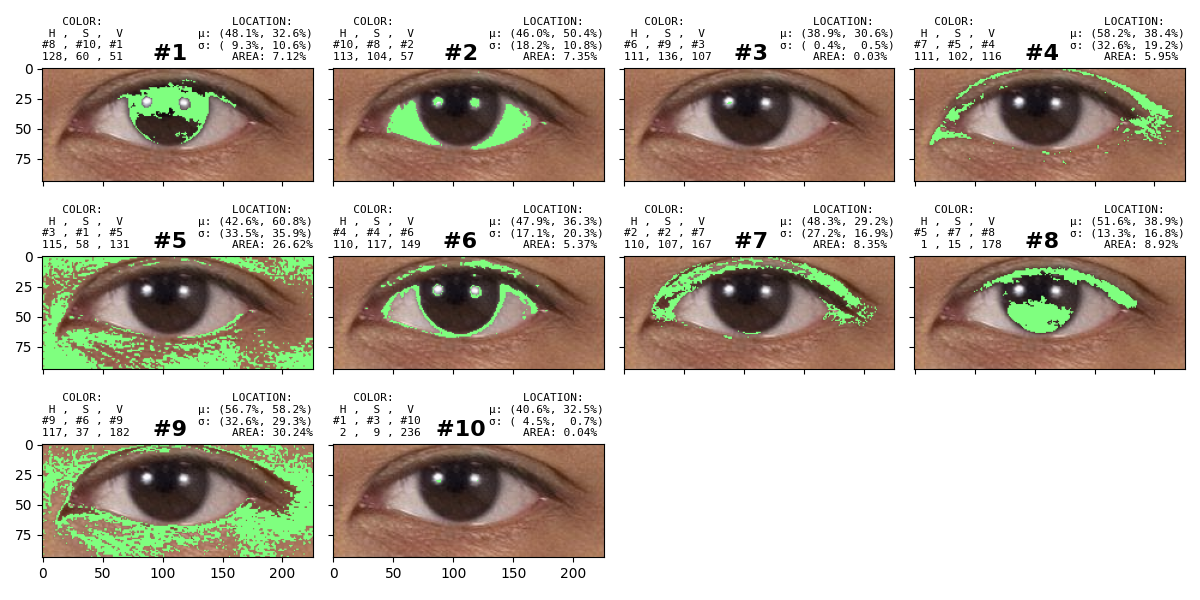 COLOR: LOCATION:
H , S , V μ: (48.1%, 32.6%)
#8 , #10, #1 #1 σ: ( 9.3%, 10.6%)
128, 60 , 51 AREA: 7.12%
COLOR: LOCATION:
H , S , V μ: (46.0%, 50.4%)
#10, #8 , #2 #2 σ: (18.2%, 10.8%)
113, 104, 57 AREA: 7.35%
COLOR: LOCATION:
H , S , V μ: (38.9%, 30.6%)
#6 , #9 , #3 #3 σ: ( 0.4%, 0.5%)
111, 136, 107 AREA: 0.03%
COLOR: LOCATION:
H , S , V μ: (58.2%, 38.4%)
#7 , #5 , #4 #4 σ: (32.6%, 19.2%)
111, 102, 116 AREA: 5.95%
0
25
50
75
COLOR: LOCATION:
H , S , V μ: (42.6%, 60.8%)
#3 , #1 , #5 #5 σ: (33.5%, 35.9%)
115, 58 , 131 AREA: 26.62%
COLOR: LOCATION:
H , S , V μ: (47.9%, 36.3%)
#4 , #4 , #6 #6 σ: (17.1%, 20.3%)
110, 117, 149 AREA: 5.37%
COLOR: LOCATION:
H , S , V μ: (48.3%, 29.2%)
#2 , #2 , #7 #7 σ: (27.2%, 16.9%)
110, 107, 167 AREA: 8.35%
COLOR: LOCATION:
H , S , V μ: (51.6%, 38.9%)
#5 , #7 , #8 #8 σ: (13.3%, 16.8%)
1 , 15 , 178 AREA: 8.92%
0
25
50
75
COLOR: LOCATION:
H , S , V μ: (56.7%, 58.2%)
#9 , #6 , #9 #9 σ: (32.6%, 29.3%)
117, 37 , 182 AREA: 30.24%
COLOR: LOCATION:
H , S , V μ: (40.6%, 32.5%)
#1 , #3 , #10 #10 σ: ( 4.5%, 0.7%)
2 , 9 , 236 AREA: 0.04%
0
25
50
75
0 50 100 150 200
0 50 100 150 200